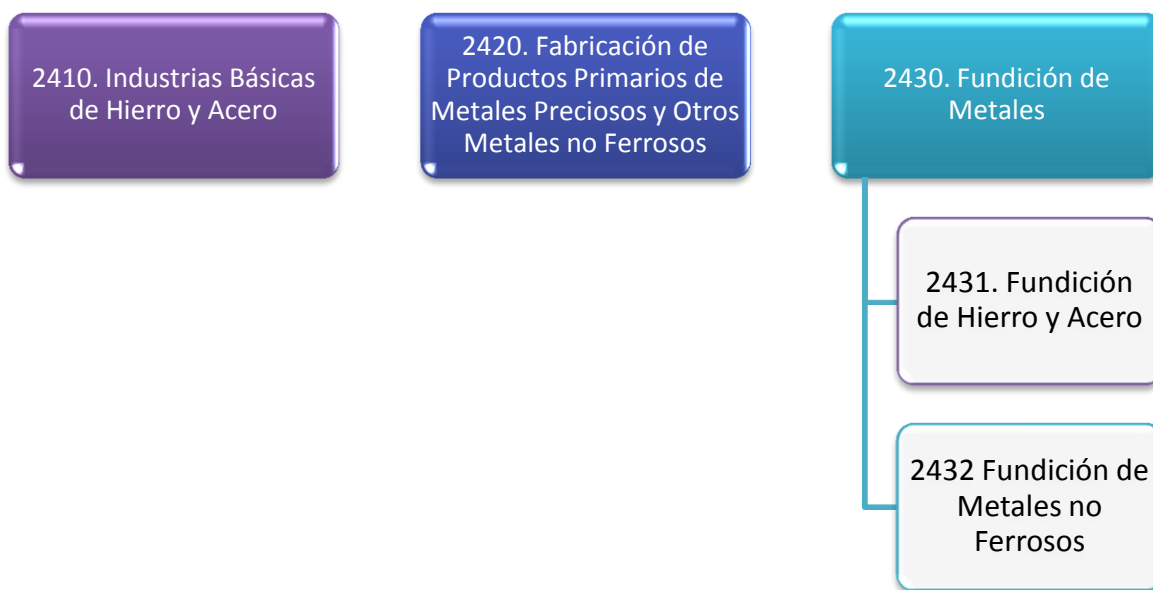 2410. Industrias Básicas
de Hierro y Acero
2420. Fabricación de
Productos Primarios de
Metales Preciosos y Otros
Metales no Ferrosos
2430. Fundición de
Metales
2431. Fundición
de Hierro y Acero
2432 Fundición de
Metales no
Ferrosos